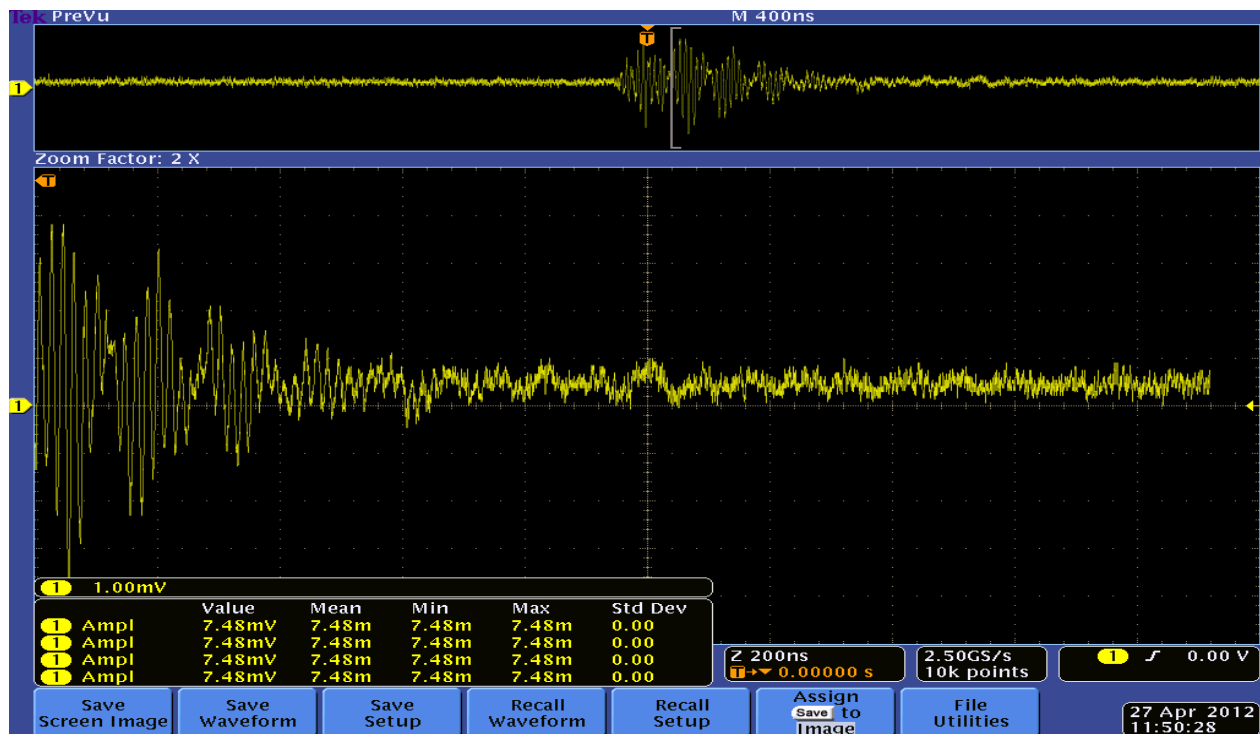 Tek PreVu M 400ns
T
1
Zoom Factor: 2 X
T
1
1 1.00mV
Value Mean Min Max Std Dev
1 Ampl 7.48mV 7.48m 7.48m 7.48m 0.00
1 Ampl 7.48mV 7.48m 7.48m 7.48m 0.00
1 Ampl 7.48mV 7.48m 7.48m 7.48m 0.00
1 Ampl 7.48mV 7.48m 7.48m 7.48m 0.00
Z 200ns
T→▼ 0.00000 s
2.50GS/s
10k points
1 ƒ 0.00 V
Save
Screen Image
Save
Waveform
Save
Setup
Recall
Waveform
Recall
Setup
Assign
Save to
Image
File
Utilities
27 Apr 2012
11:50:28